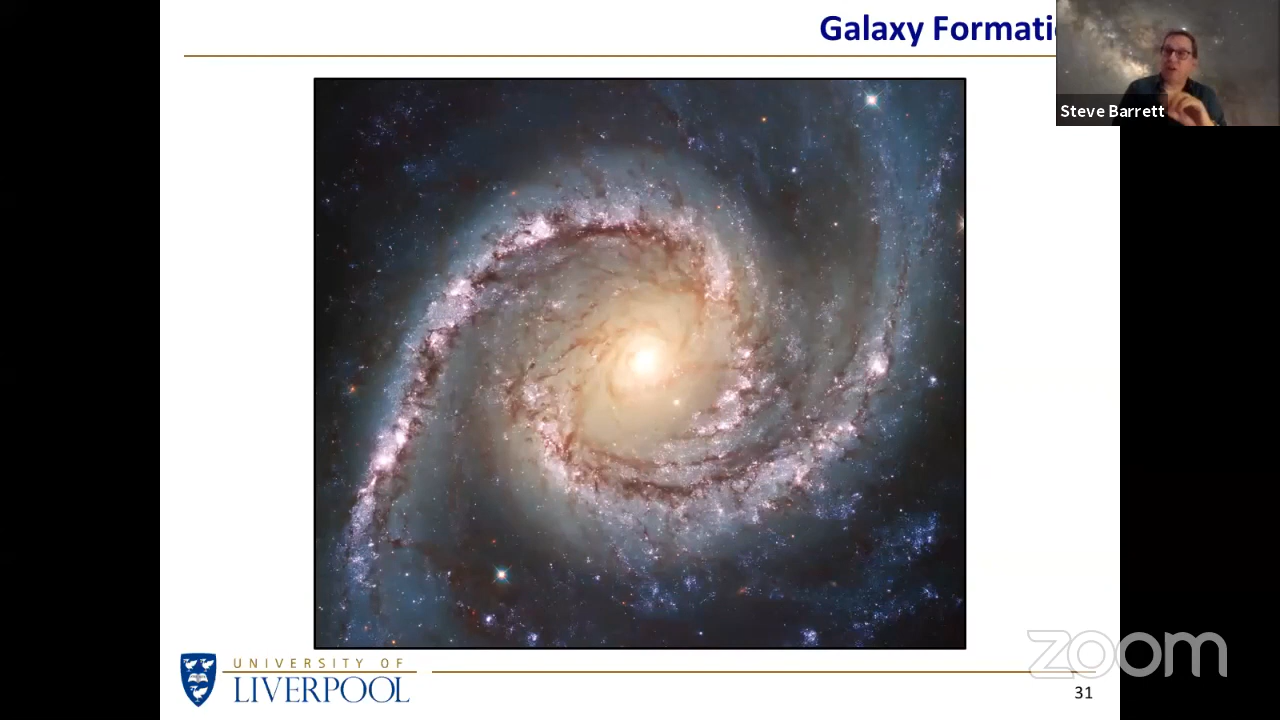 Galaxy Formati
Steve Barrett
UNIVERSITY OF
LIVERPOOL
zoom
31